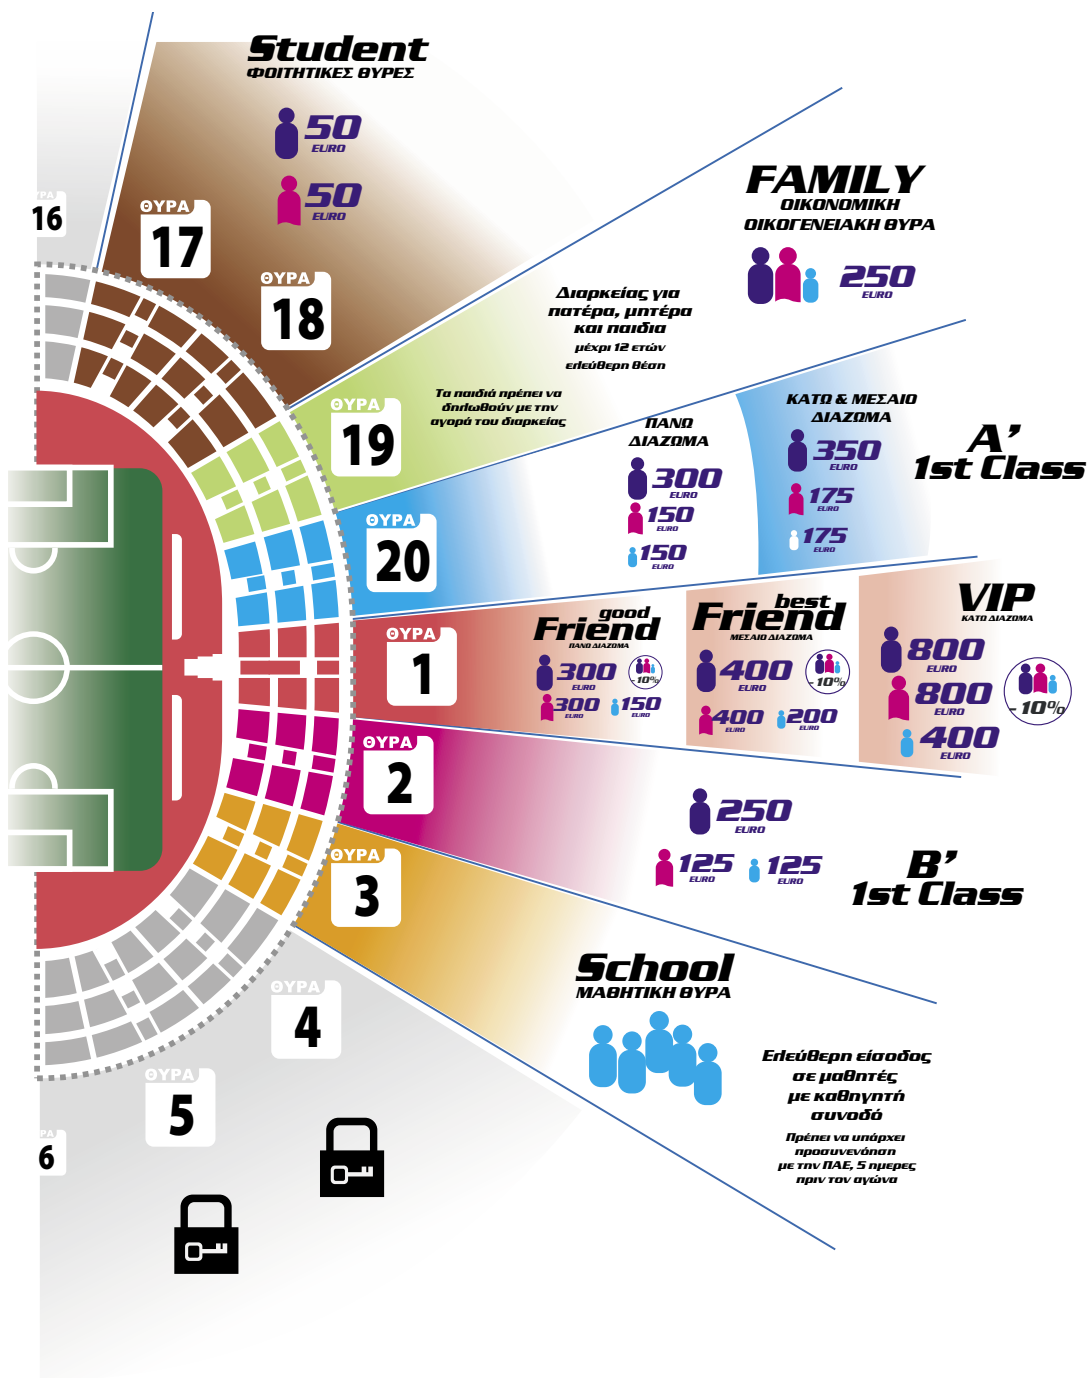 Student
ΦΟΙΤΗΤΙΚΕΣ ΘΥΡΕΣ
50
EURO
50
EURO
16
ΘΥΡΑ
17
ΘΥΡΑ
18
FAMILY
ΟΙΚΟΝΟΜΙΚΗ
ΟΙΚΟΓΕΝΕΙΑΚΗ ΘΥΡΑ
250
EURO
Διαρκείας για
πατέρα, μητέρα
και παιδια
μέχρι 12 ετών
ελεύθερη θέση
Τα παιδιά πρέπει να
δηλωθούν με την
αγορά του διαρκείας
ΘΥΡΑ
19
ΠΑΝΩ
ΔΙΑΖΩΜΑ
300
EURO
150
EURO
150
EURO
ΚΑΤΩ & ΜΕΣΑΙΟ
ΔΙΑΖΩΜΑ
350
EURO
175
EURO
175
EURO
A’
1st Class
ΘΥΡΑ
20
ΘΥΡΑ
1
good
Friend
ΠΑΝΩ ΔΙΑΖΩΜΑ
300
EURO
- 10%
300
EURO
150
EURO
best
Friend
ΜΕΣΑΙΟ ΔΙΑΖΩΜΑ
400
EURO
- 10%
400
EURO
200
EURO
VIP
ΚΑΤΩ ΔΙΑΖΩΜΑ
800
EURO
800
EURO
- 10%
400
EURO
ΘΥΡΑ
2
250
EURO
125
EURO
125
EURO
B’
1st Class
ΘΥΡΑ
3
School
ΜΑΘΗΤΙΚΗ ΘΥΡΑ
Ελεύθερη είσοδος
σε μαθητές
με καθηγητή
συνοδό
Πρέπει να υπάρχει
προσυνενόηση
με την ΠΑΕ, 5 ημερες
πριν τον αγώνα
ΘΥΡΑ
4
ΘΥΡΑ
5
6